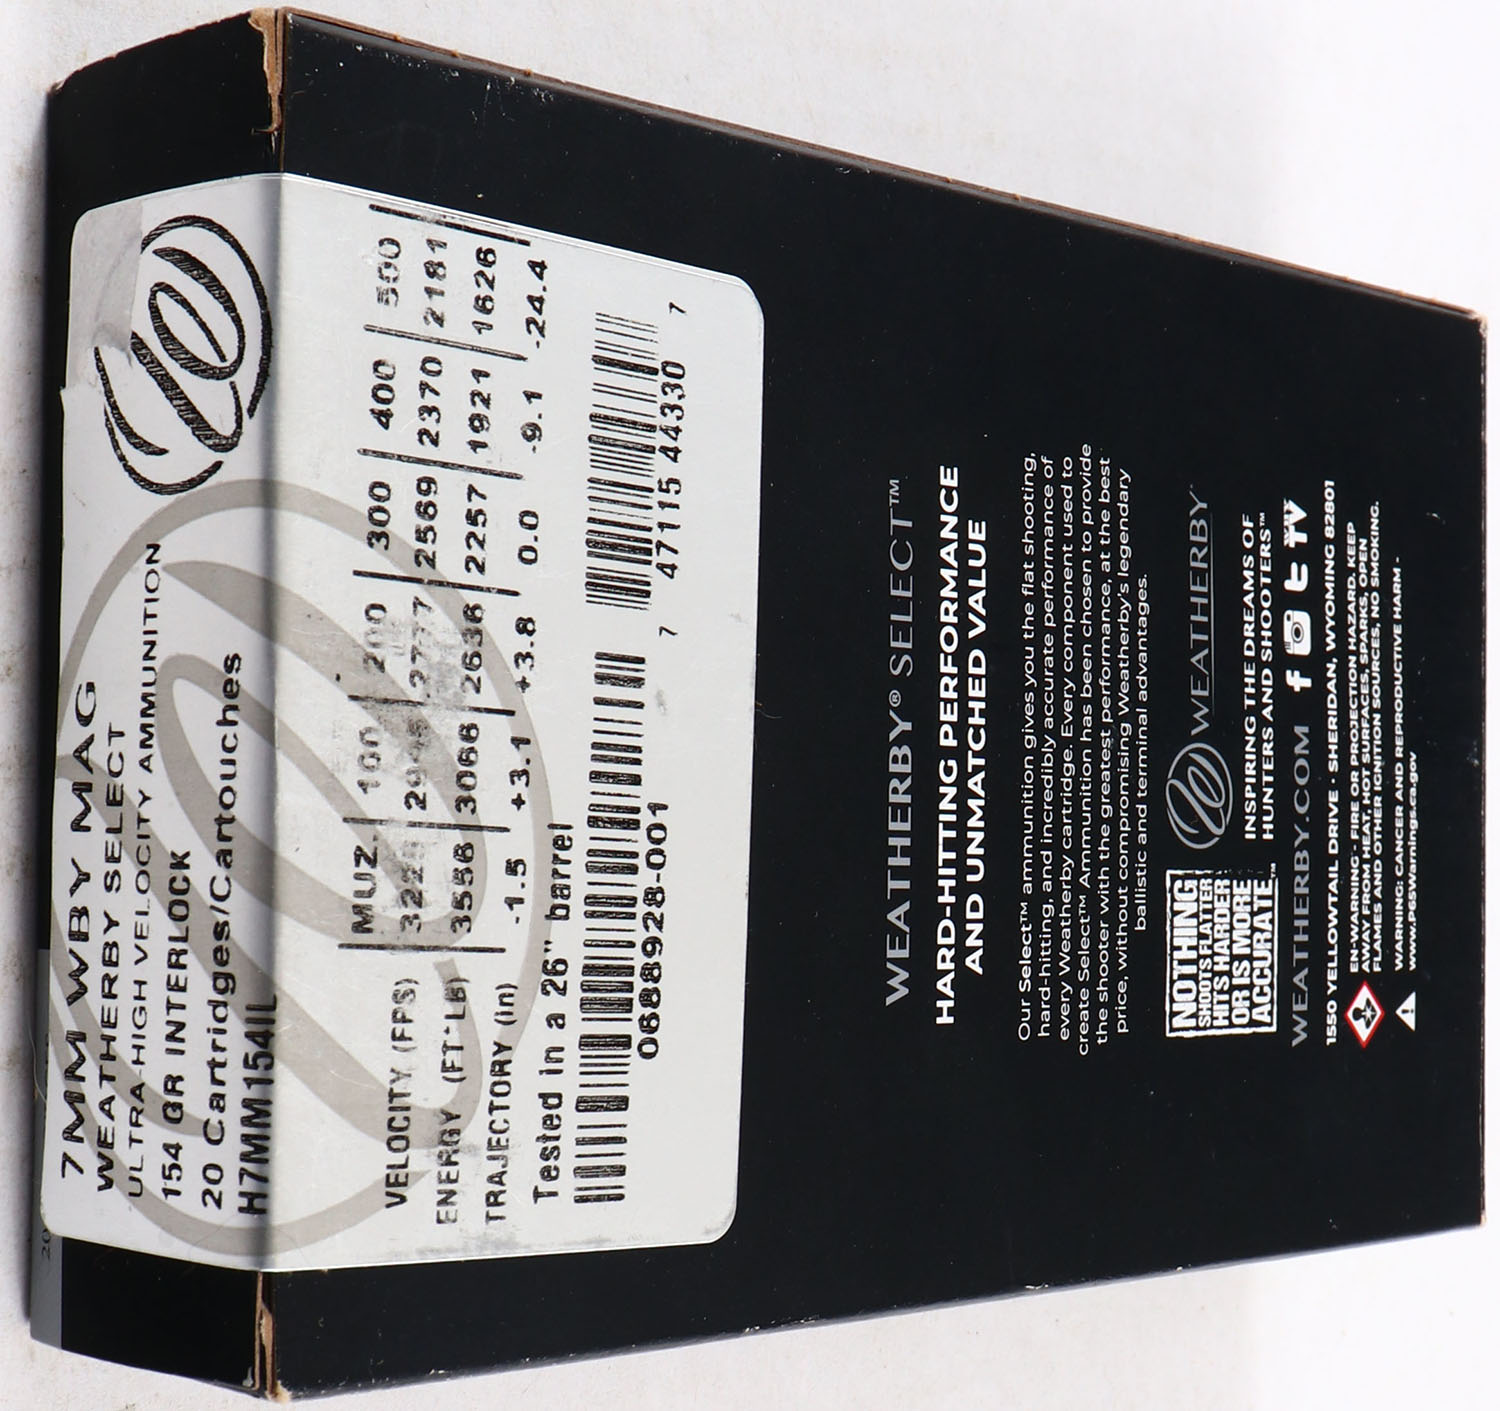 7MM WBY MAG
WEATHERBY SELECT
ULTRA-HIGH VELOCITY AMMUNITION
154 GR INTERLOCK
20 Cartridges/Cartouches
H7MM154IL
MUZ. 100 200 300 400 500
VELOCITY (FPS) 2777 2569 2370 2181
ENERGY (FT*LB) 3556 3066 2636 2257 1921 1626
TRAJECTORY (in) -1.5 +3.1 +3.8 0.0 -9.1 -24.4
Tested in a 26" barrel
0688928-001
7 47115 44330 7
WEATHERBY® SELECT™
HARD-HITTING PERFORMANCE
AND UNMATCHED VALUE
Our Select™ ammunition gives you the flat shooting,
hard-hitting, and incredibly accurate performance of
every Weatherby cartridge. Every component used to
create Select™ Ammunition has been chosen to provide
the shooter with the greatest performance, at the best
price, without compromising Weatherby's legendary
ballistic and terminal advantages.
NOTHING
SHOOTS FLATTER
HITS HARDER
OR IS MORE
ACCURATE™
WEATHERBY
INSPIRING THE DREAMS OF
HUNTERS AND SHOOTERS™
WEATHERBY.COM
1550 YELLOWTAIL DRIVE · SHERIDAN, WYOMING 82801
EN-WARNING - FIRE OR PROJECTION HAZARD. KEEP
AWAY FROM HEAT, HOT SURFACES, SPARKS, OPEN
FLAMES AND OTHER IGNITION SOURCES, NO SMOKING.
WARNING: CANCER AND REPRODUCTIVE HARM -
www.P65Warnings.ca.gov